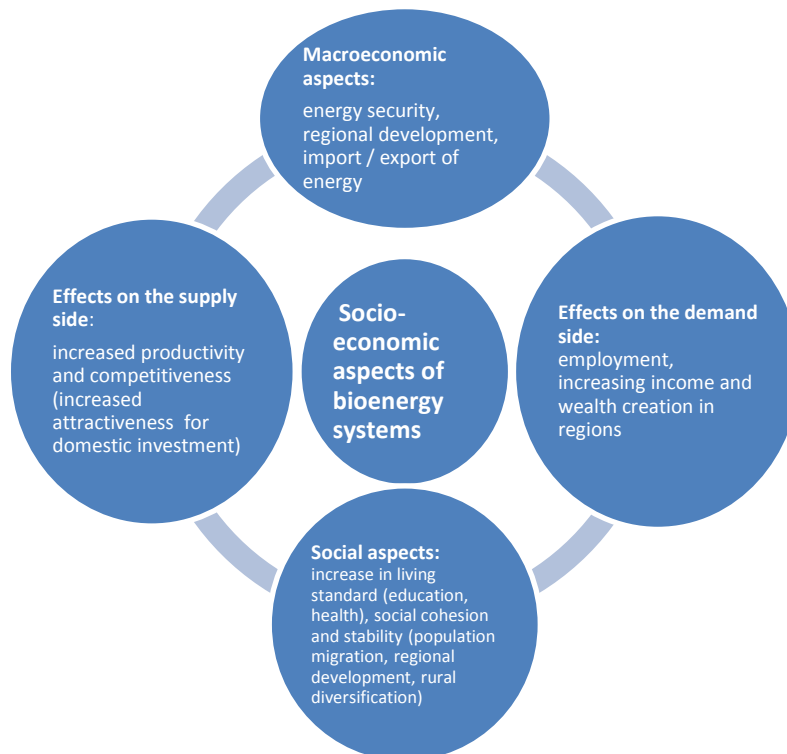 Macroeconomic
aspects:
energy security,
regional development,
import / export of
energy
Effects on the supply
side:
increased productivity
and competitiveness
(increased
attractiveness for
domestic investment)
Socio-
economic
aspects of
bioenergy
systems
Effects on the demand
side:
employment,
increasing income and
wealth creation in
regions
Social aspects:
increase in living
standard (education,
health), social cohesion
and stability (population
migration, regional
development, rural
diversification)